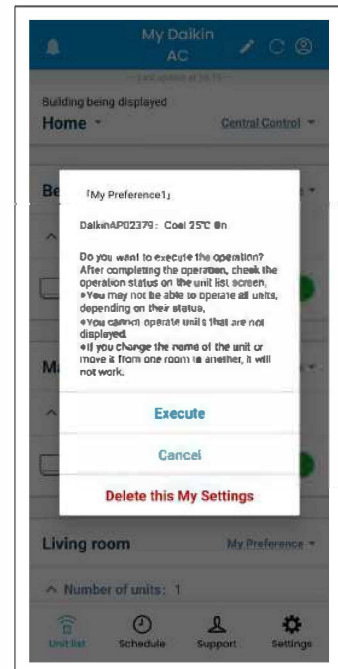 My Daikin
AC
Building being displayed
Home
Central Control
Be
「My Preference1」
DaikinAP02379: Cool 25°C On
Do you want to execute the operation?
After completing the operation, check the
operation status on the unit list screen.
●You may not be able to operate all units,
depending on their status.
●You cannot operate units that are not
displayed.
●If you change the name of the unit or
move it from one room to another, it will
not work.
Ma
Execute
Cancel
Delete this My Settings
Living room
My Preference
Number of units: 1
Unit list
Schedule
Support
Settings